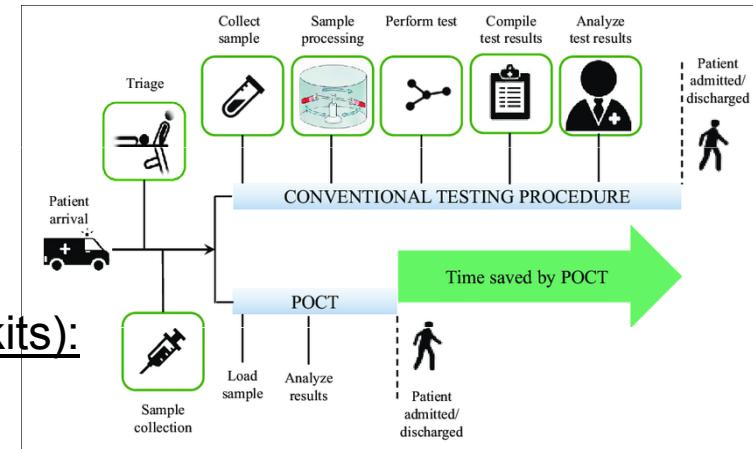 Collect
sample
Sample
processing
Perform test
Compile
test results
Analyze
test results
Patient
admitted/
discharged
Triage
Patient
arrival
CONVENTIONAL TESTING PROCEDURE
Time saved by POCT
POCT
kits):
Load
sample
Analyze
results
Sample
collection
Patient
admitted/
discharged